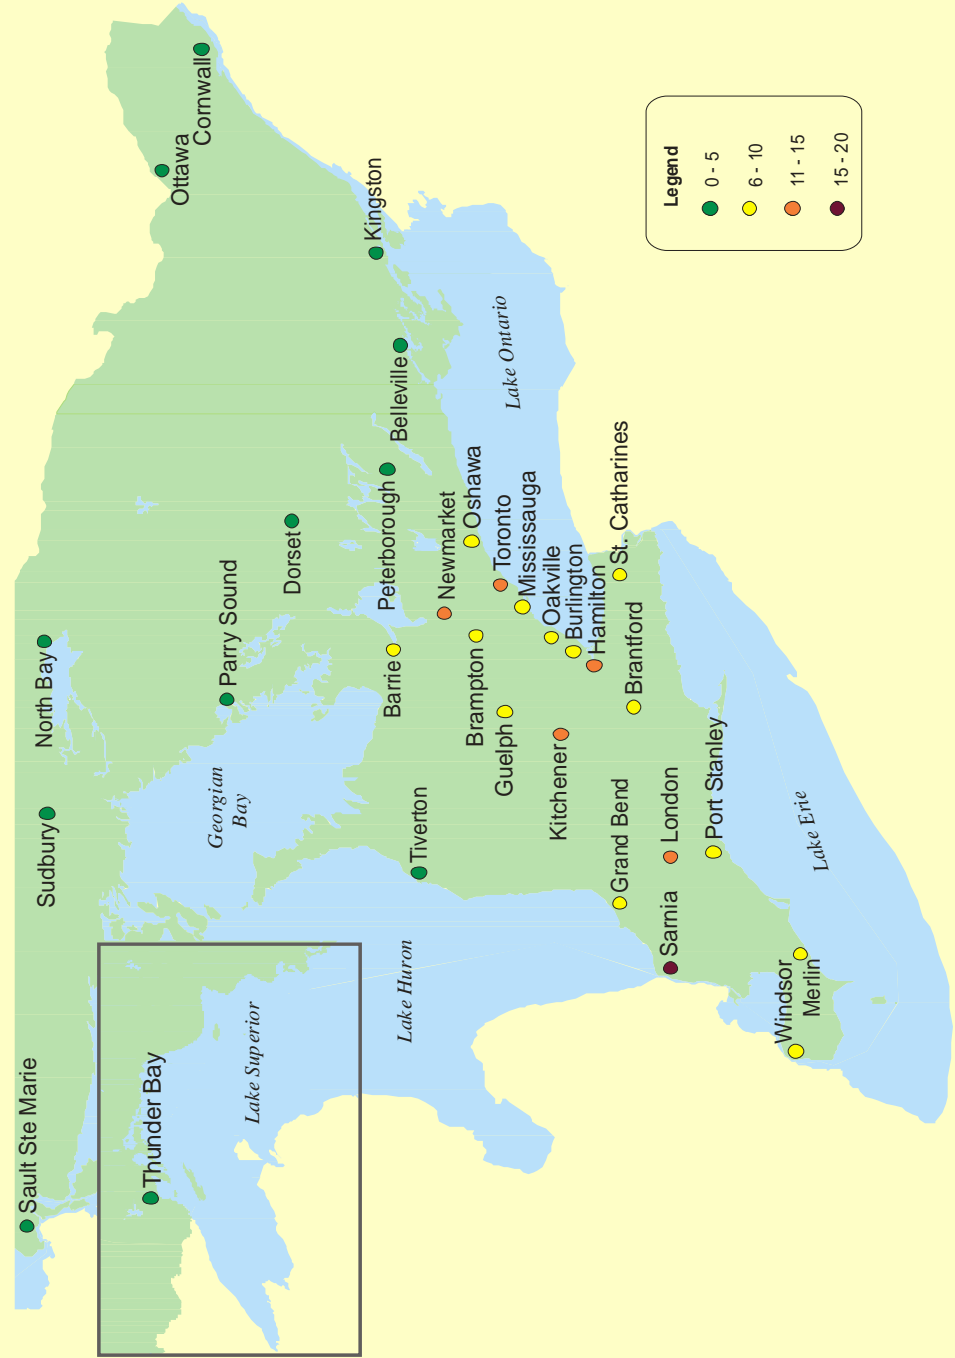 Sault Ste Marie
Sudbury
North Bay
Thunder Bay
Ottawa
Cornwall
Parry Sound
Georgian
Bay
Lake Superior
Dorset
Kingston
Peterborough
Belleville
Barrie
Lake Huron
Tiverton
Newmarket
Brampton
Oshawa
Guelph
Toronto
Lake Ontario
Mississauga
Oakville
Kitchener
Burlington
Hamilton
Grand Bend
St. Catharines
Brantford
Sarnia
London
Port Stanley
Windsor
Merlin
Lake Erie
Legend
0 - 5
6 - 10
11 - 15
15 - 20